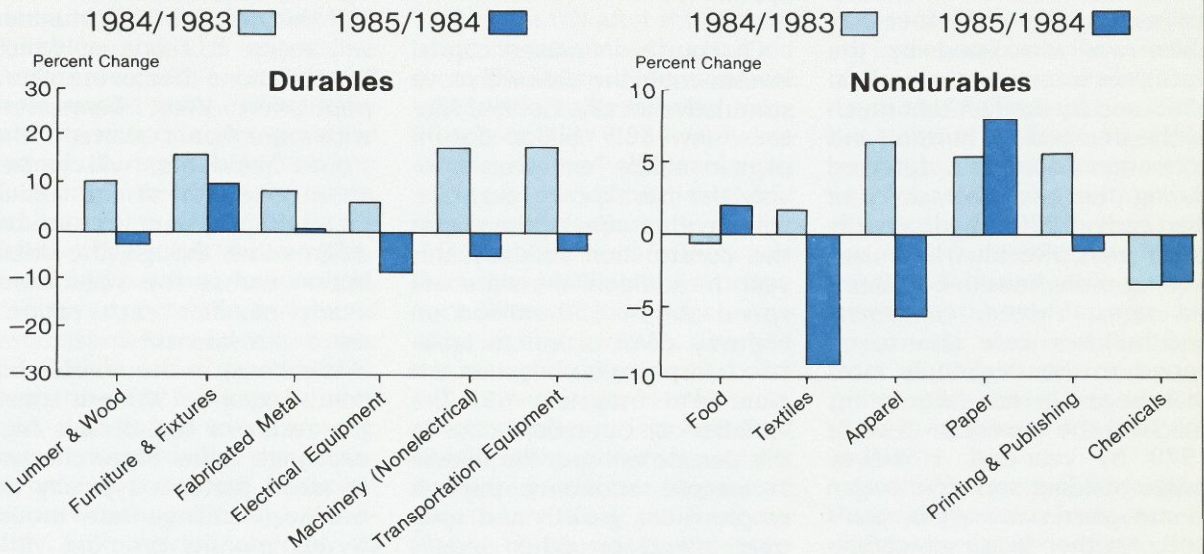 1984/1983 1985/1984
Percent Change
Durables
30
20
10
0
−10
−20
−30
Lumber & Wood
Furniture & Fixtures
Fabricated Metal
Electrical Equipment
Machinery (Nonelectrical)
Transportation Equipment
1984/1983 1985/1984
Percent Change
Nondurables
10
5
0
−5
−10
Food
Textiles
Apparel
Paper
Printing & Publishing
Chemicals